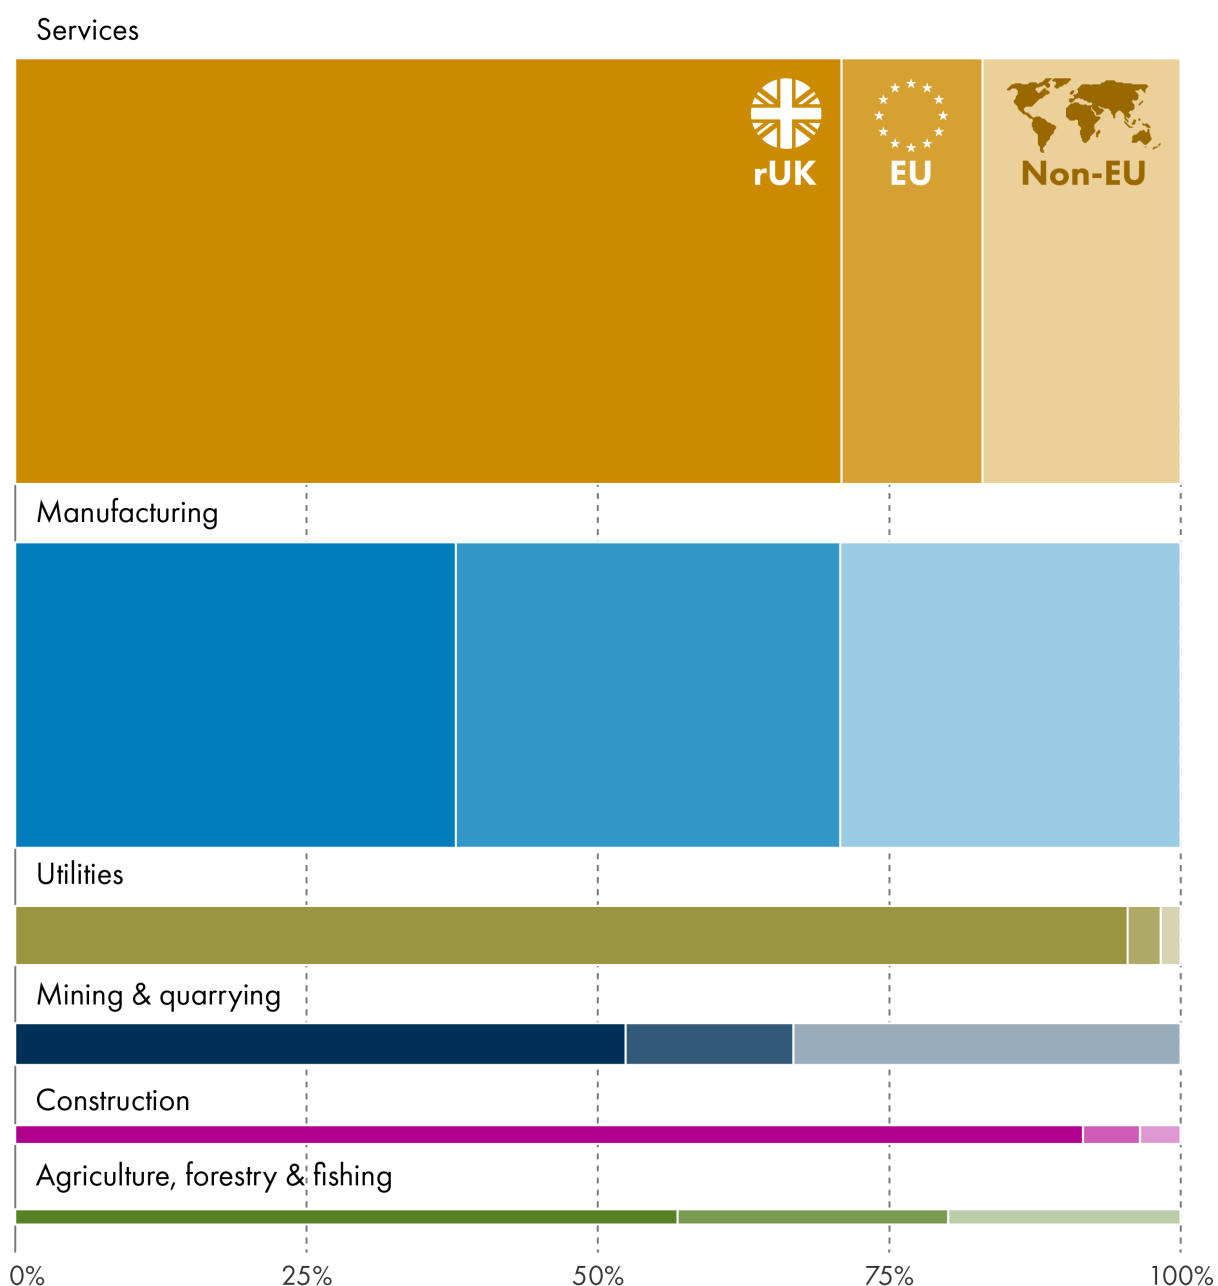 Services
rUK
EU
Non-EU
Manufacturing
Utilities
Mining & quarrying
Construction
Agriculture, forestry & fishing
0% 25% 50% 75% 100%